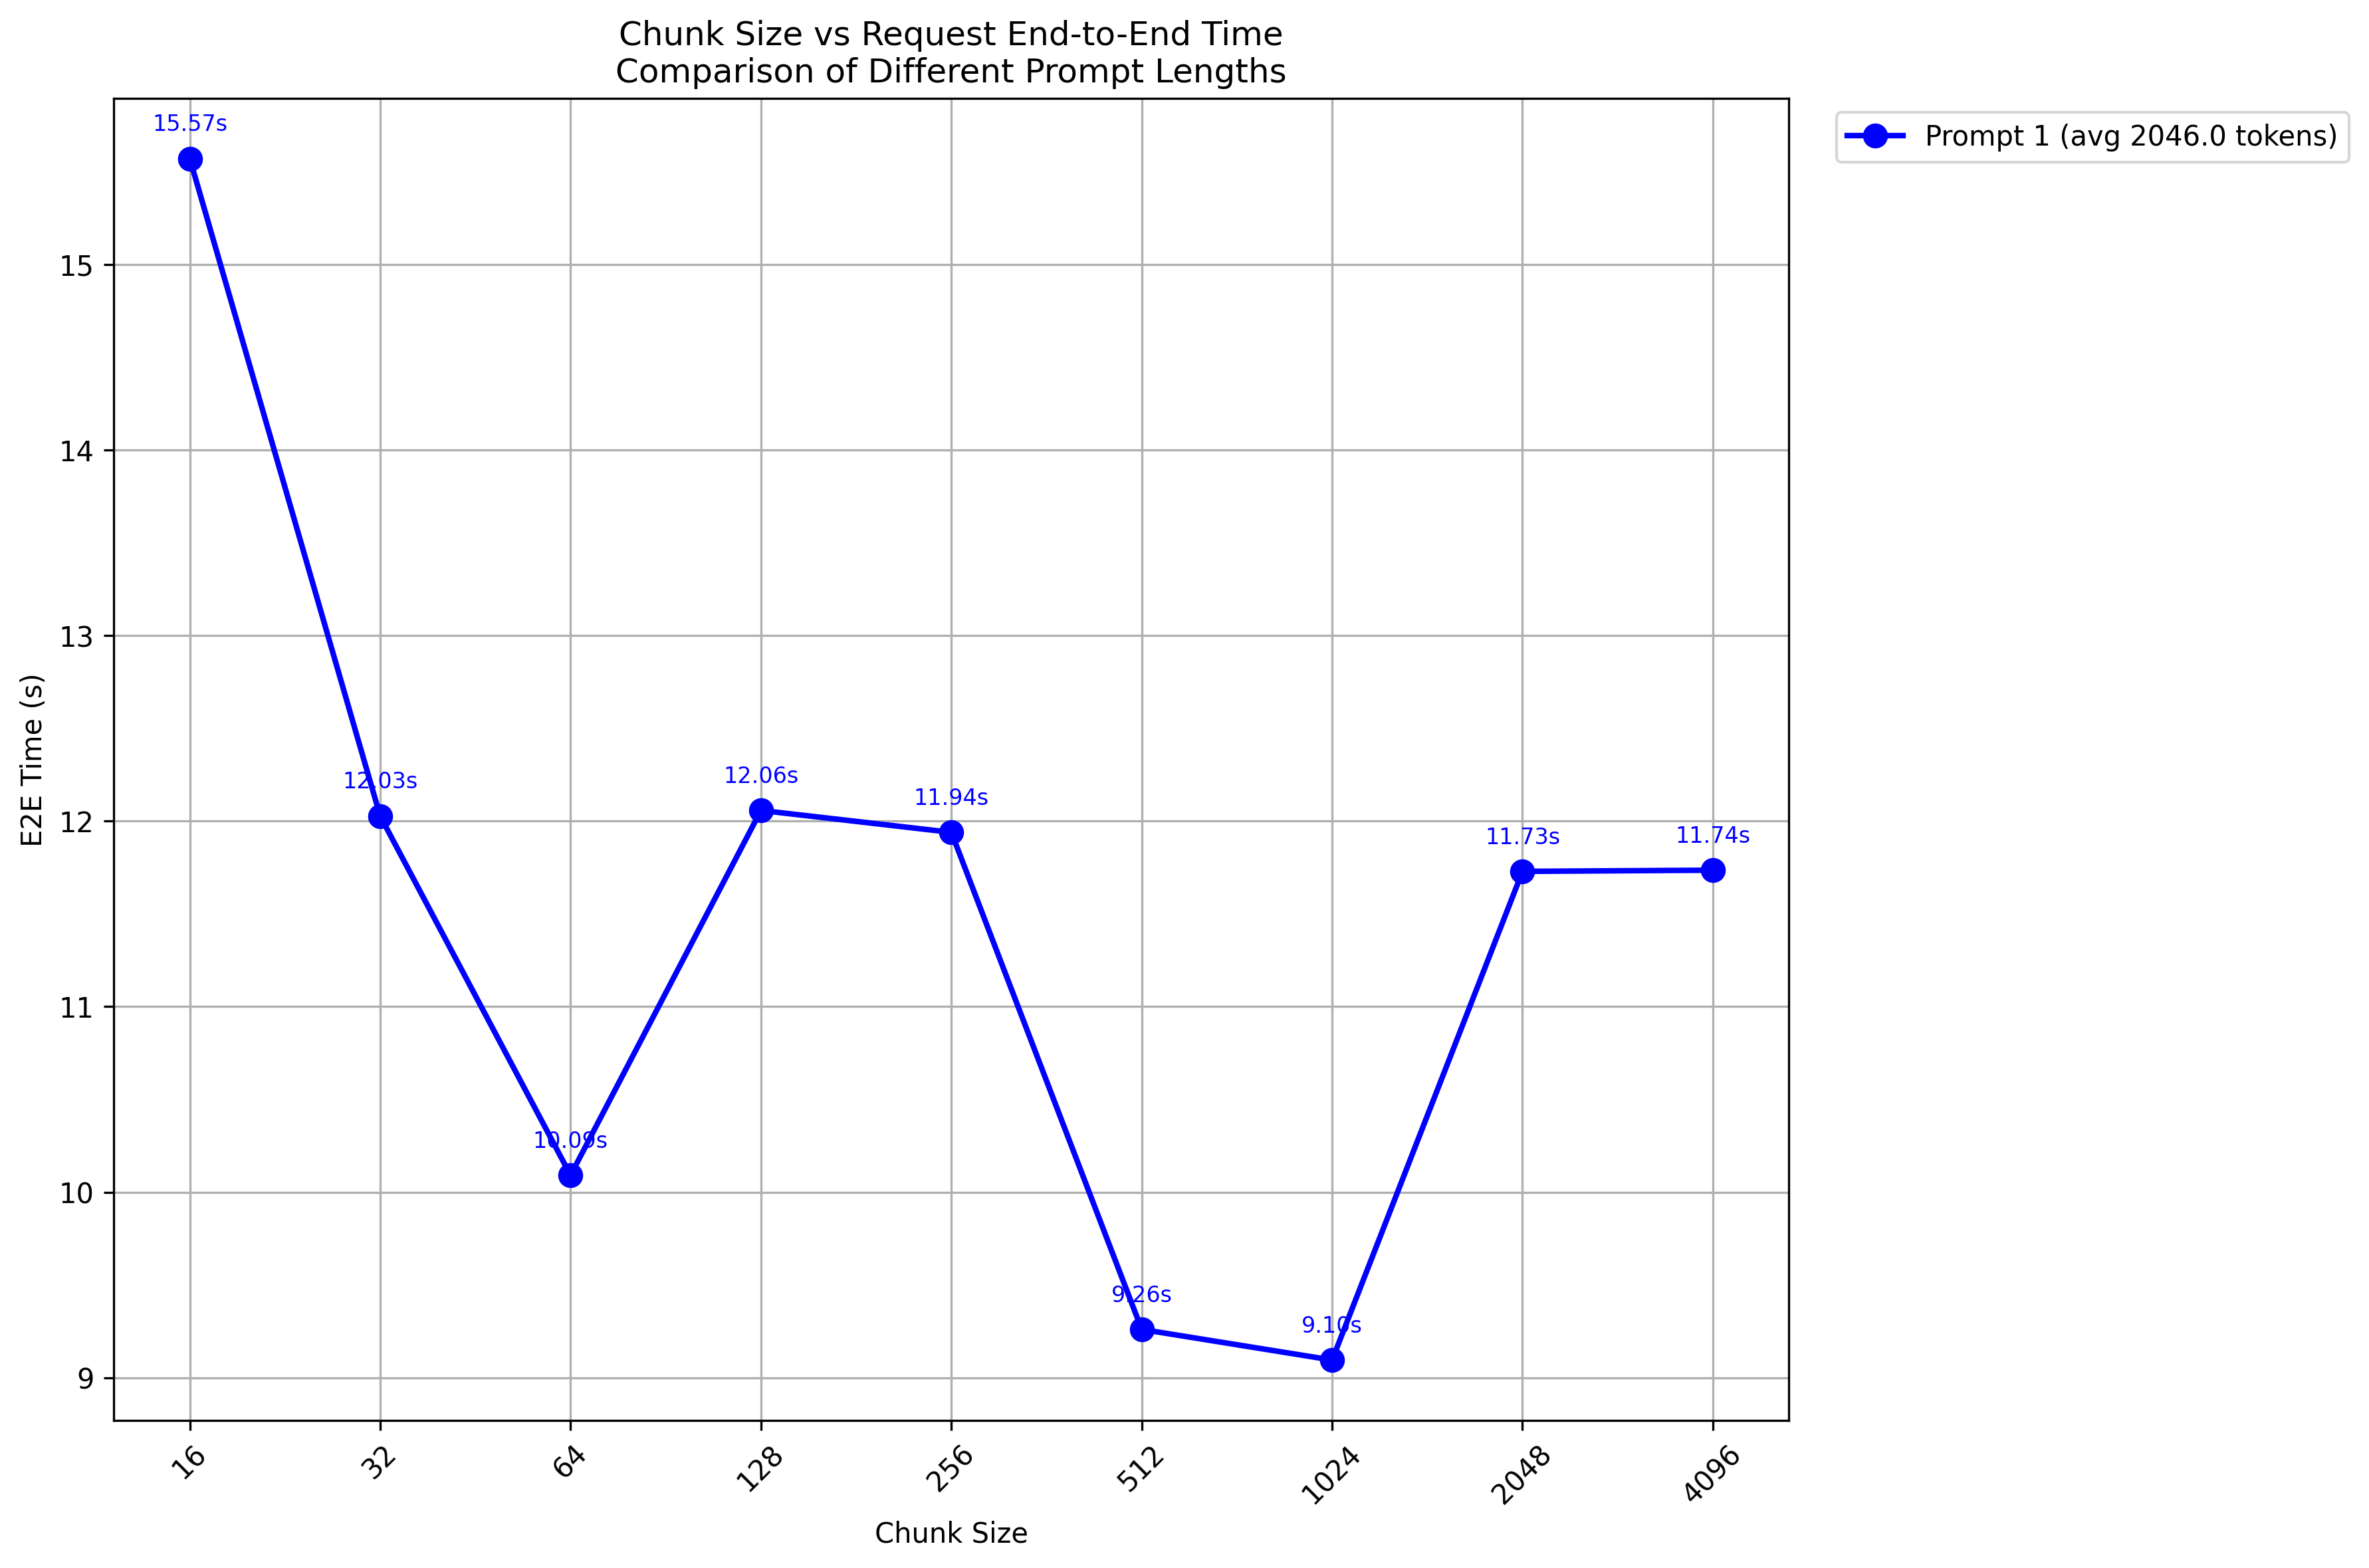 Chunk Size vs Request End-to-End Time
Comparison of Different Prompt Lengths
Prompt 1 (avg 2046.0 tokens)
E2E Time (s)
15
14
13
12
11
10
9
15.57s
12.03s
10.09s
12.06s
11.94s
9.26s
9.10s
11.73s
11.74s
16
32
64
128
256
512
1024
2048
4096
Chunk Size